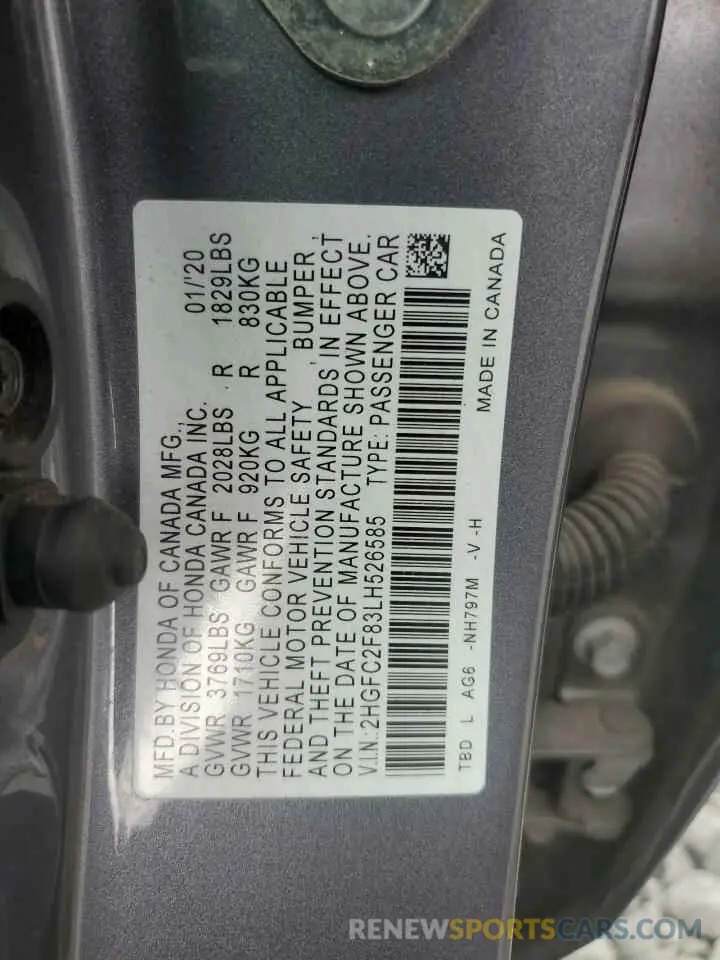 MFD.BY HONDA OF CANADA MFG.,
A DIVISION OF HONDA CANADA INC. 01/'20
GVWR 3769LBS GAWR F 2028LBS R 1829LBS
GVWR 1710KG GAWR F 920KG R 830KG
THIS VEHICLE CONFORMS TO ALL APPLICABLE
FEDERAL MOTOR VEHICLE SAFETY , BUMPER ,
AND THEFT PREVENTION STANDARDS IN EFFECT
ON THE DATE OF MANUFACTURE SHOWN ABOVE.
V.I.N.:2HGFC2F83LH526585 TYPE: PASSENGER CAR
TBD L AG6 -NH797M -V -H MADE IN CANADA
RENEWSPORTSCARS.COM